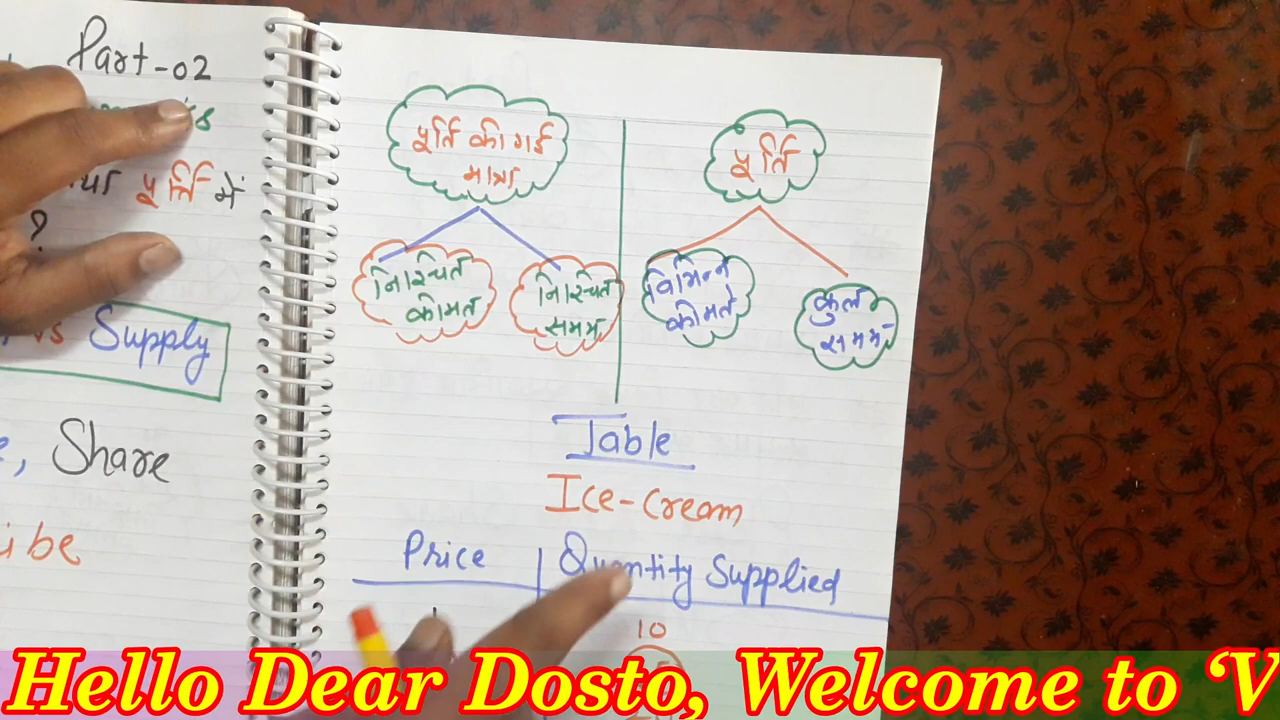 Part-02
पूर्ति में
?
vs Supply
, Share
ibe
पूर्ति की गई
मात्रा
पूर्ति
निश्चित
कीमत
निश्चित
समय
विभिन्न
कीमतें
कुल
समय
Table
Ice-Cream
Price
Quantity Supplied
10
Hello Dear Dosto, Welcome to ‘V